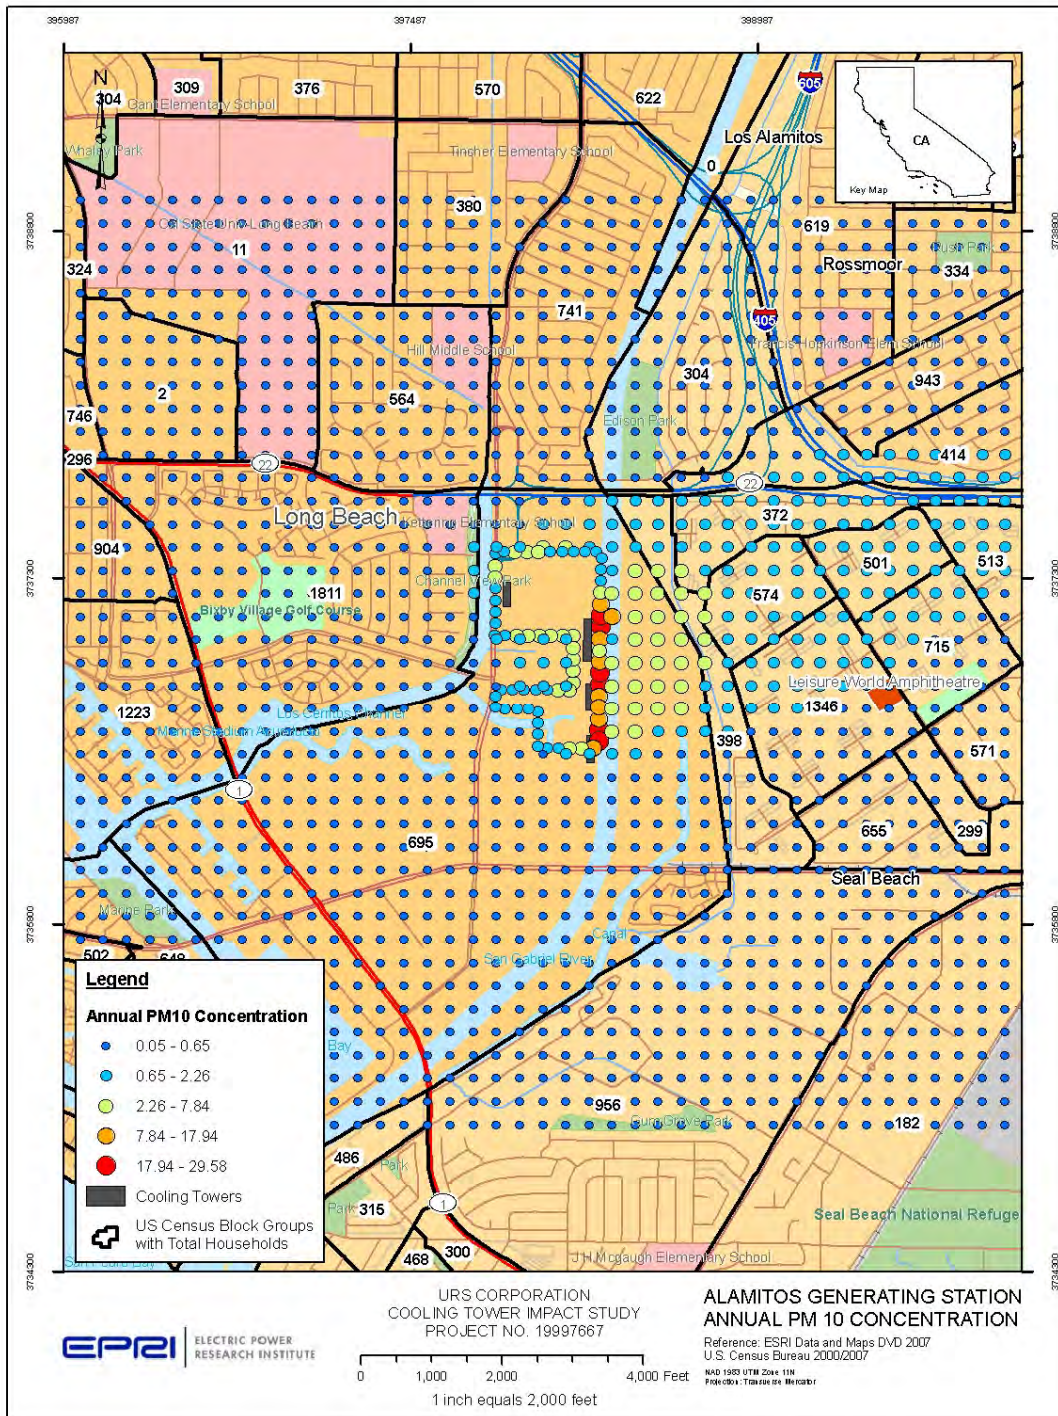 395987
397487
398987
3738800
3737300
3735800
3734300
3738800
3737300
3735800
3734300
N
304
309
376
570
622
605
Gant Elementary School
Whaley Park
Tincher Elementary School
Los Alamitos
0
CA
Key Map
380
619
Cal State Univ-Long Beach
11
Rush Park
324
Rossmoor
334
741
405
Hill Middle School
Francis Hopkinson Elem School
304
943
2
564
746
Edison Park
296
22
414
22
372
Long Beach
Kettering Elementary School
904
501
513
Channel View Park
574
1811
Bixby Village Golf Course
715
Leisure World Amphitheatre
1223
Los Cerritos Channel
1346
Marine Stadium Aquarium
398
571
1
695
655
299
Seal Beach
Marine Park
502
648
Canal
San Gabriel River
Legend
Annual PM10 Concentration
0.05 - 0.65
0.65 - 2.26
2.26 - 7.84
7.84 - 17.94
17.94 - 29.58
Cooling Towers
US Census Block Groups
with Total Households
Bay
956
Gum Grove Park
182
486
Park
Park
315
1
Seal Beach National Refuge
468
300
J H Mcgaugh Elementary School
EPRI
ELECTRIC POWER
RESEARCH INSTITUTE
URS CORPORATION
COOLING TOWER IMPACT STUDY
PROJECT NO. 19997667
0 1,000 2,000 4,000 Feet
1 inch equals 2,000 feet
ALAMITOS GENERATING STATION
ANNUAL PM 10 CONCENTRATION
Reference: ESRI Data and Maps DVD 2007
U.S. Census Bureau 2000/2007
NAD 1983 UTM Zone 11N
Projection: Transverse Mercator